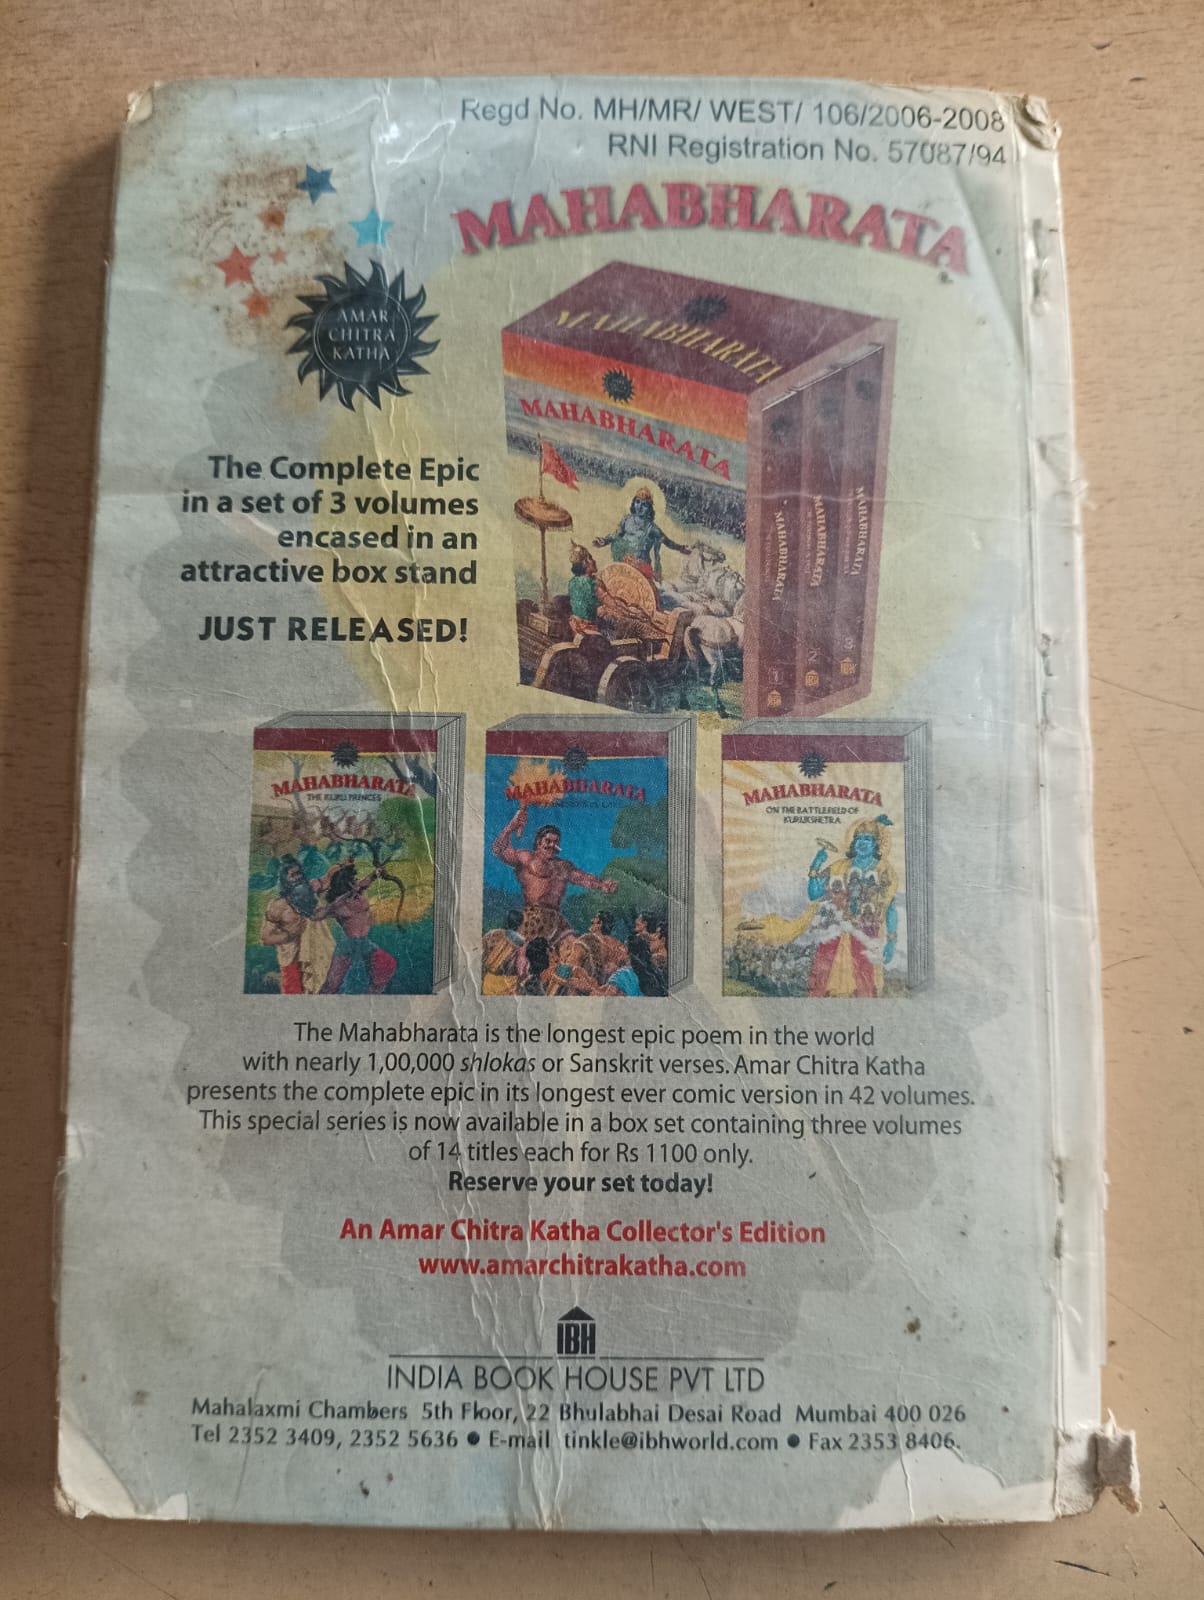 Regd No. MH/MR/ WEST/ 106/2006-2008
RNI Registration No. 57087/94
MAHABHARATA
AMAR
CHITRA
KATHA
MAHABHARATA
MAHABHARATA
MAHABHARATA
1
MAHABHARATA
2
MAHABHARATA
3
The Complete Epic
in a set of 3 volumes
encased in an
attractive box stand
JUST RELEASED!
MAHABHARATA
THE KURU PRINCES
MAHABHARATA
MAHABHARATA
ON THE BATTLEFIELD OF
KURUKSHETRA
The Mahabharata is the longest epic poem in the world
with nearly 1,00,000 shlokas or Sanskrit verses. Amar Chitra Katha
presents the complete epic in its longest ever comic version in 42 volumes.
This special series is now available in a box set containing three volumes
of 14 titles each for Rs 1100 only.
Reserve your set today!
An Amar Chitra Katha Collector's Edition
www.amarchitrakatha.com
IBH
INDIA BOOK HOUSE PVT LTD
Mahalaxmi Chambers 5th Floor, 22 Bhulabhai Desai Road Mumbai 400 026
Tel 2352 3409, 2352 5636 ● E-mail tinkle@ibhworld.com ● Fax 2353 8406.